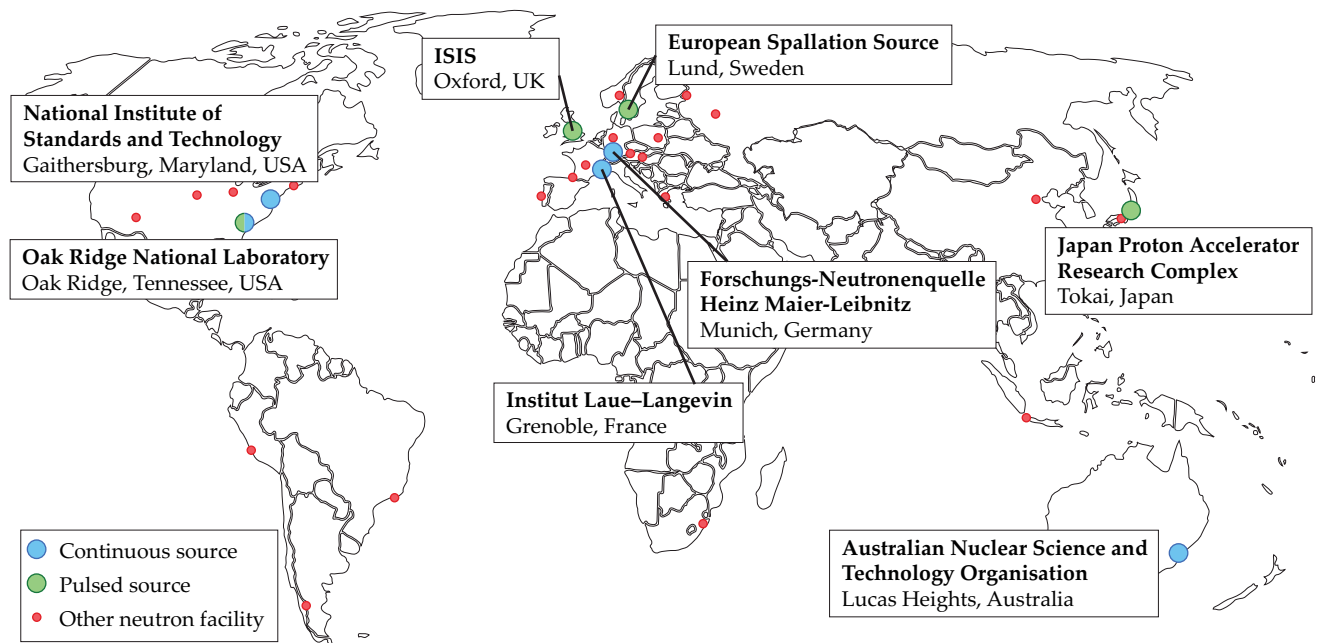 European Spallation Source
Lund, Sweden
ISIS
Oxford, UK
National Institute of
Standards and Technology
Gaithersburg, Maryland, USA
Oak Ridge National Laboratory
Oak Ridge, Tennessee, USA
Japan Proton Accelerator
Research Complex
Tokai, Japan
Forschungs-Neutronenquelle
Heinz Maier-Leibnitz
Munich, Germany
Institut Laue–Langevin
Grenoble, France
Australian Nuclear Science and
Technology Organisation
Lucas Heights, Australia
Continuous source
Pulsed source
Other neutron facility